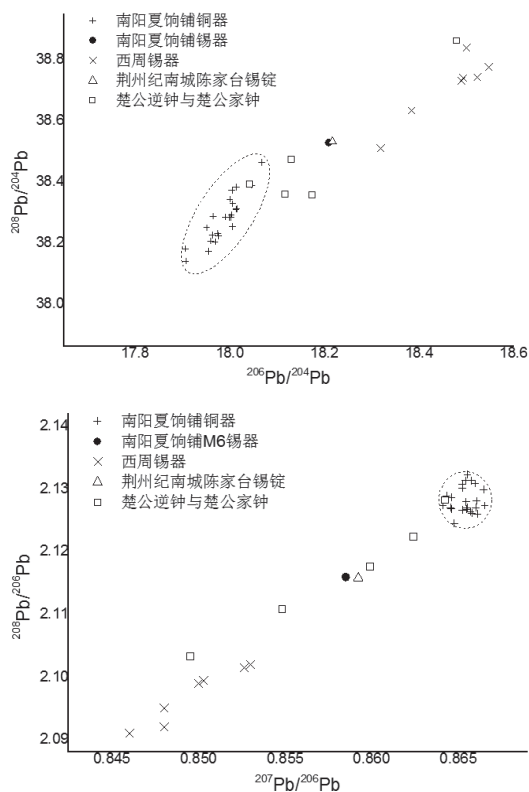 南阳夏饷铺铜器
南阳夏饷铺锡器
西周锡器
荆州纪南城陈家台锡锭
楚公逆钟与楚公家钟
38.8
38.6
38.4
38.2
38.0
²⁰⁸Pb/²⁰⁴Pb
17.8 18.0 18.2 18.4 18.6
²⁰⁶Pb/²⁰⁴Pb
南阳夏饷铺铜器
南阳夏饷铺M6锡器
西周锡器
荆州纪南城陈家台锡锭
楚公逆钟与楚公家钟
2.14
2.13
2.12
2.11
2.10
2.09
²⁰⁸Pb/²⁰⁶Pb
0.845 0.850 0.855 0.860 0.865
²⁰⁷Pb/²⁰⁶Pb